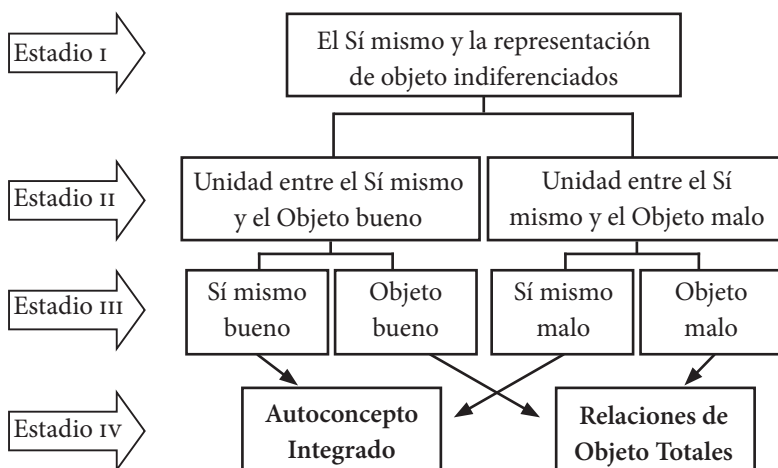 Estadio I
El Sí mismo y la representación
de objeto indiferenciados
Estadio II
Unidad entre el Sí mismo
y el Objeto bueno
Unidad entre el Sí
mismo y el Objeto malo
Estadio III
Sí mismo
bueno
Objeto
bueno
Sí mismo
malo
Objeto
malo
Estadio IV
Autoconcepto
Integrado
Relaciones de
Objeto Totales